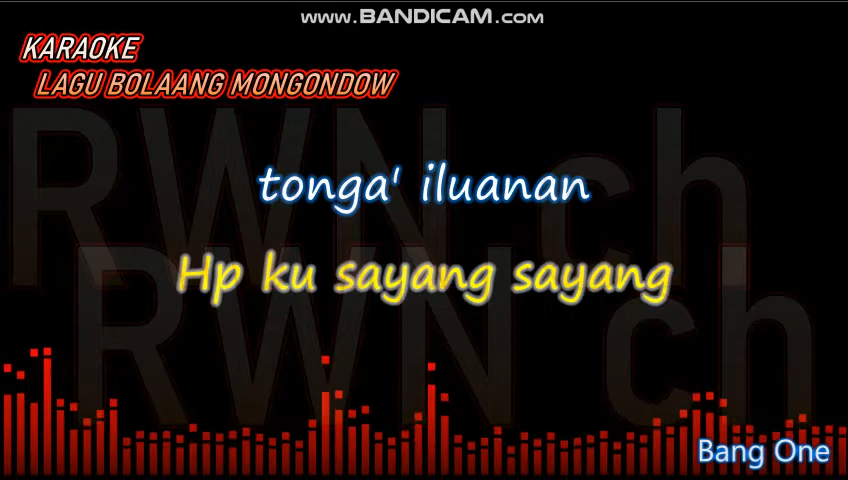 www.BANDICAM.com
KARAOKE
LAGU BOLAANG MONGONDOW
RWN ch
tonga' iluanan
Hp ku sayang sayang
RWN ch
Bang One